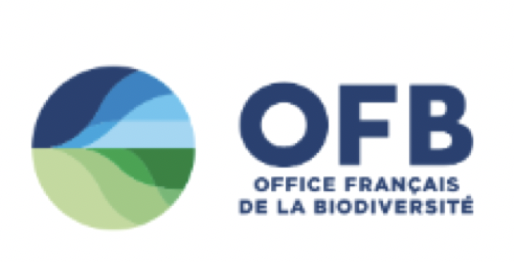 OFB
OFFICE FRANÇAIS
DE LA BIODIVERSITÉ